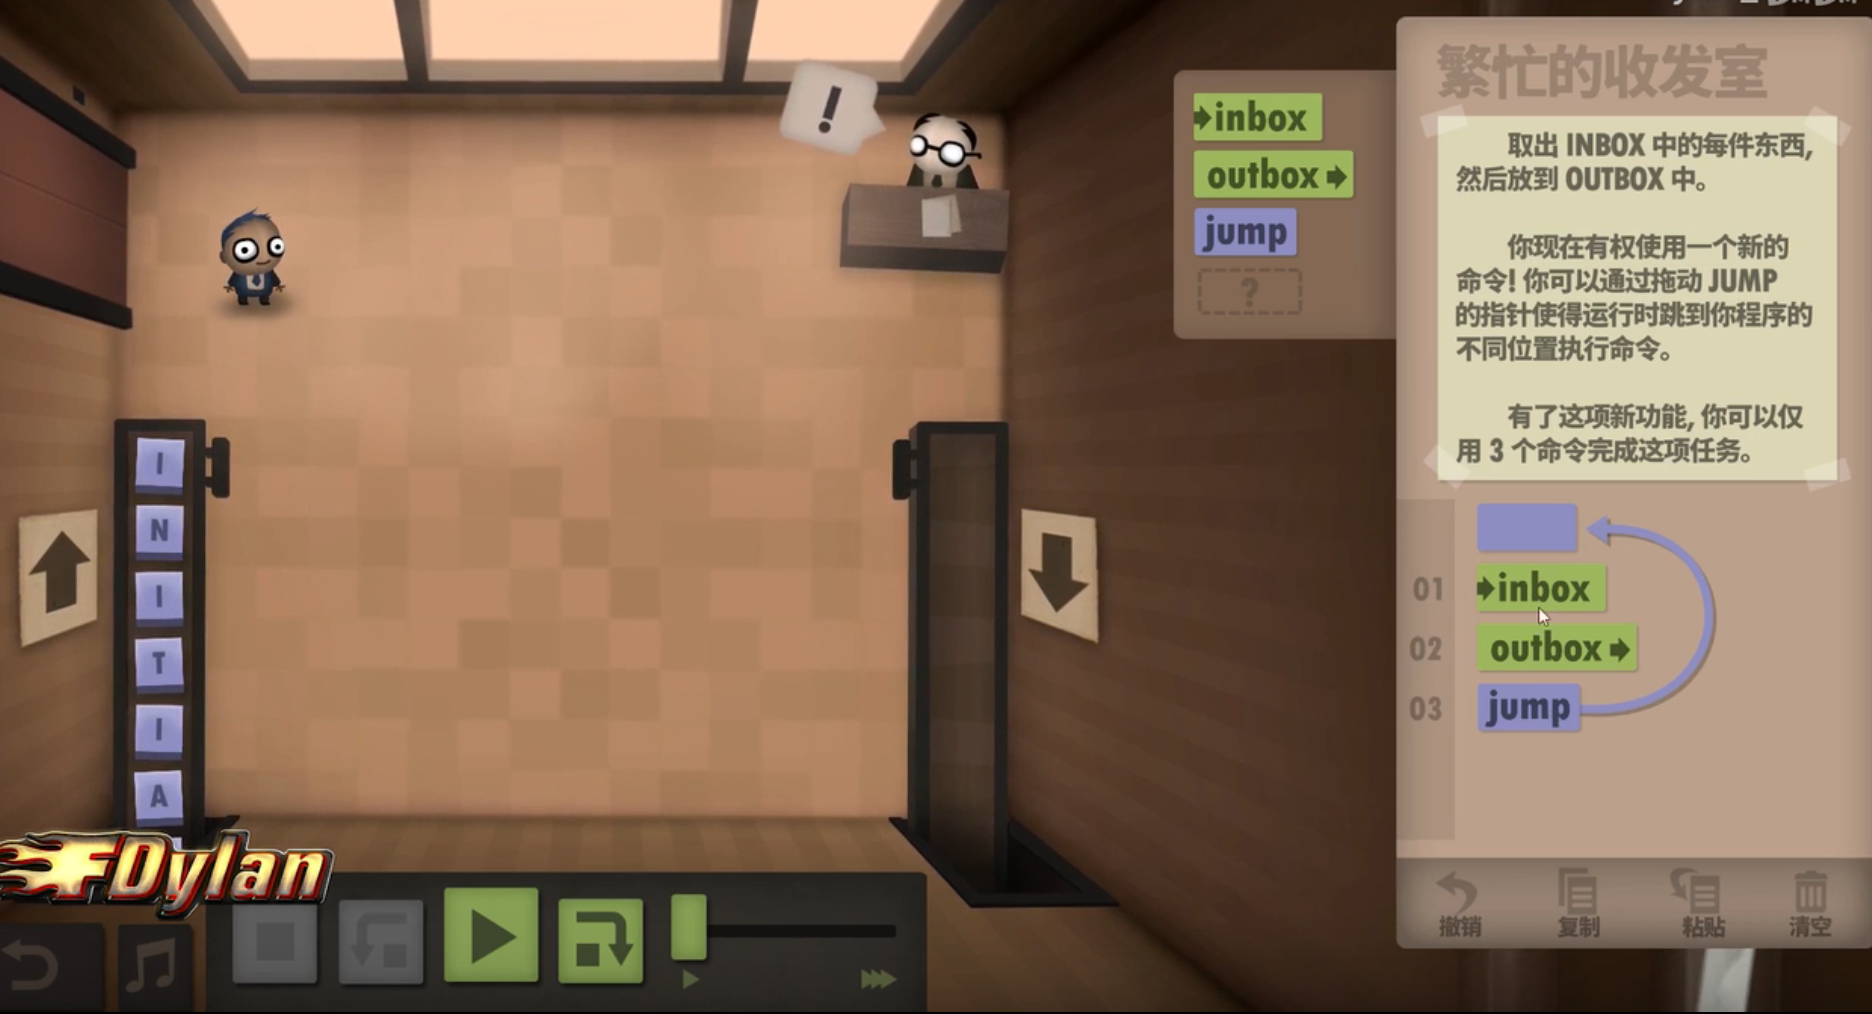 繁忙的收发室
取出 INBOX 中的每件东西,
然后放到 OUTBOX 中。
你现在有权使用一个新的
命令! 你可以通过拖动 JUMP
的指针使得运行时跳到你程序的
不同位置执行命令。
有了这项新功能, 你可以仅
用 3 个命令完成这项任务。
!
inbox
outbox
jump
?
01 inbox
02 outbox
03 jump
I
N
I
T
I
A
FDylan
撤销 复制 粘贴 清空